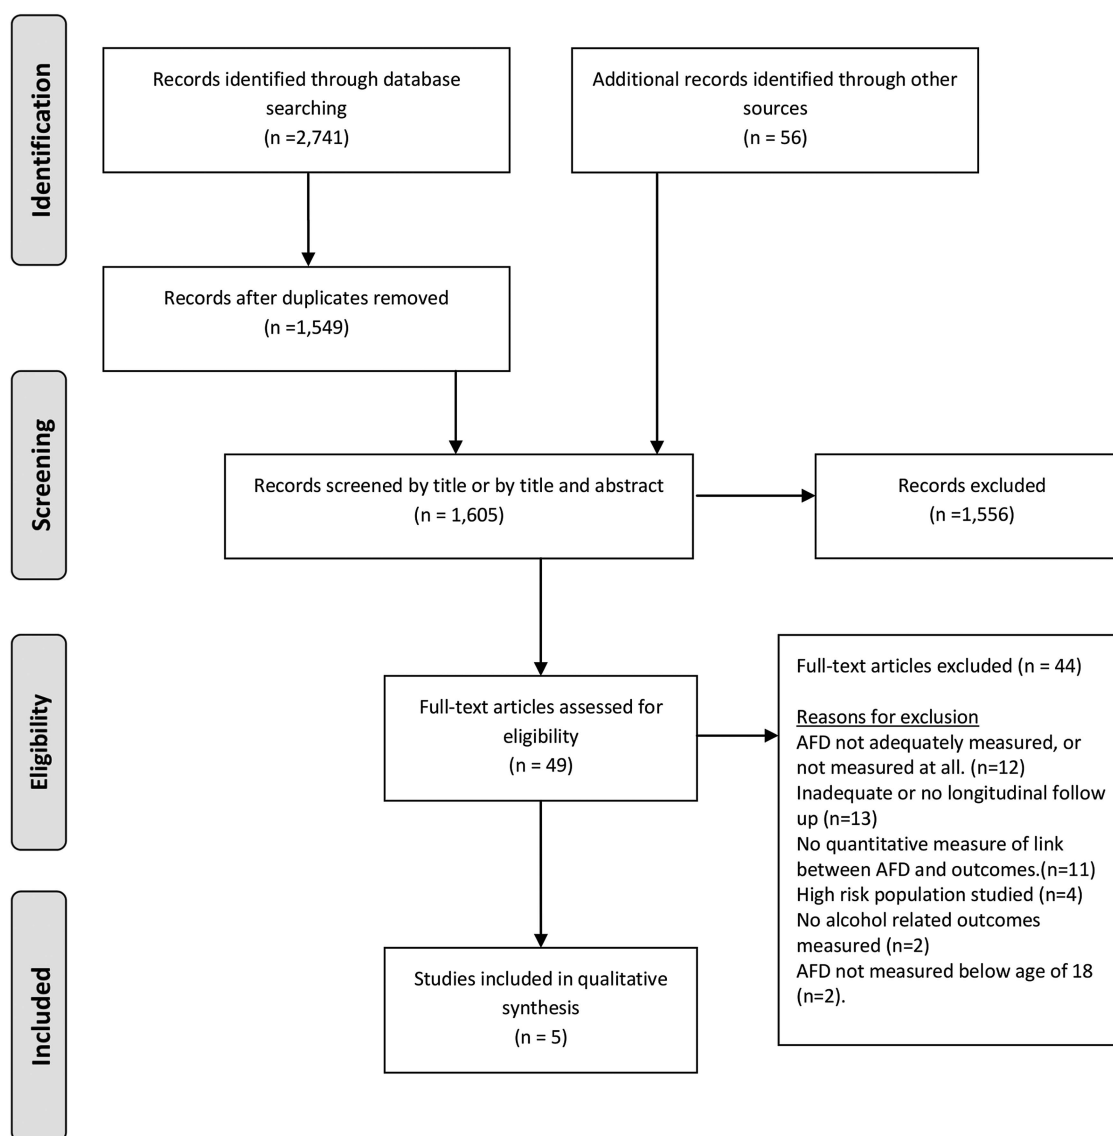 Identification
Records identified through database
searching
(n =2,741)
Additional records identified through other
sources
(n = 56)
Records after duplicates removed
(n =1,549)
Screening
Records screened by title or by title and abstract
(n = 1,605)
Records excluded
(n =1,556)
Eligibility
Full-text articles assessed for
eligibility
(n = 49)
Full-text articles excluded (n = 44)
Reasons for exclusion
AFD not adequately measured, or
not measured at all. (n=12)
Inadequate or no longitudinal follow
up (n=13)
No quantitative measure of link
between AFD and outcomes.(n=11)
High risk population studied (n=4)
No alcohol related outcomes
measured (n=2)
AFD not measured below age of 18
(n=2).
Included
Studies included in qualitative
synthesis
(n = 5)